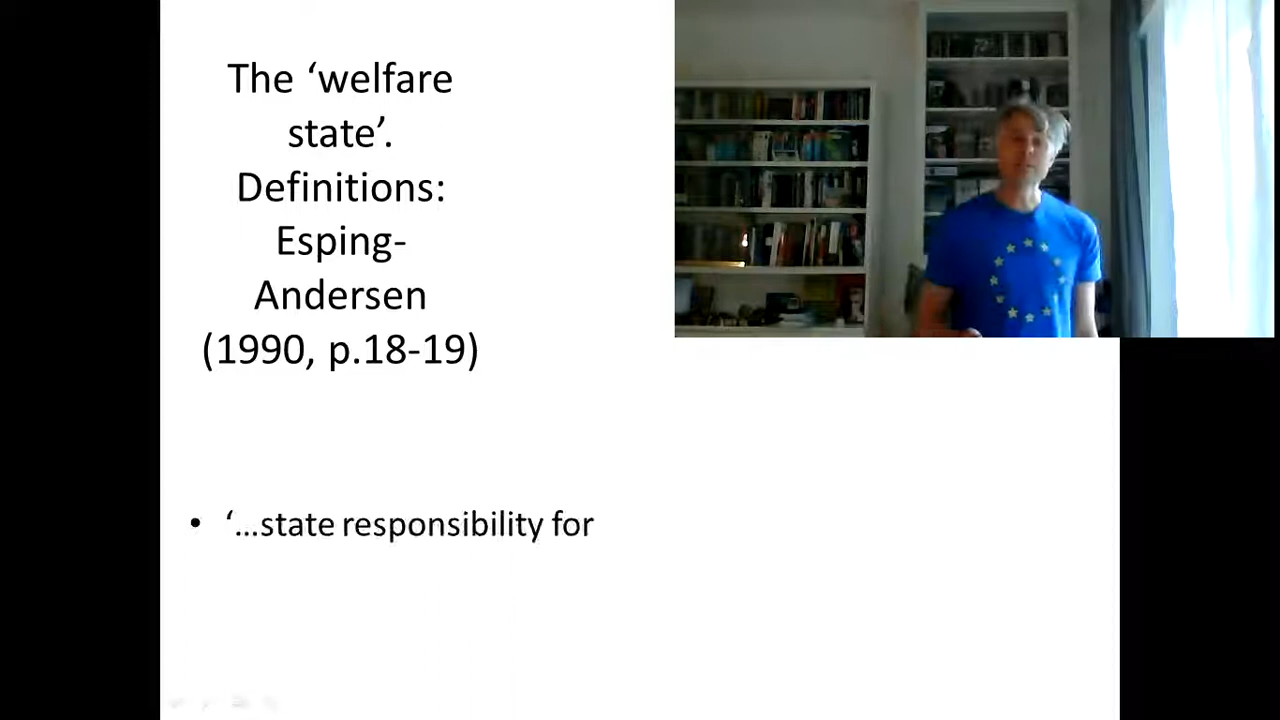 The ‘welfare
state’.
Definitions:
Esping-
Andersen
(1990, p.18-19)
• ‘…state responsibility for